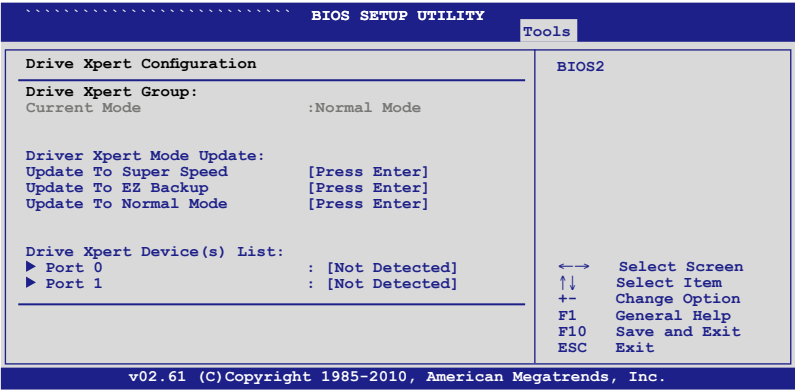 BIOS SETUP UTILITY
Tools
Drive Xpert Configuration
Drive Xpert Group:
Current Mode :Normal Mode
Driver Xpert Mode Update:
Update To Super Speed [Press Enter]
Update To EZ Backup [Press Enter]
Update To Normal Mode [Press Enter]
Drive Xpert Device(s) List:
▶ Port 0 : [Not Detected]
▶ Port 1 : [Not Detected]
BIOS2
←→ Select Screen
↑↓ Select Item
+- Change Option
F1 General Help
F10 Save and Exit
ESC Exit
v02.61 (C)Copyright 1985-2010, American Megatrends, Inc.